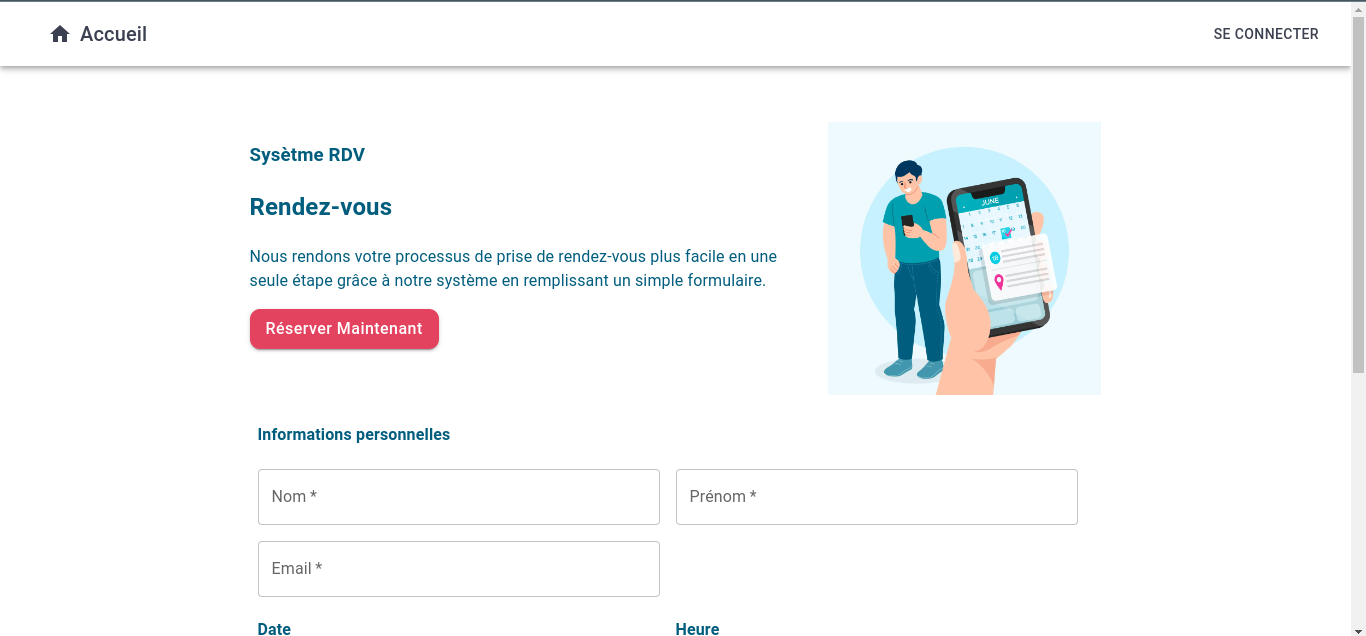 Accueil
SE CONNECTER
Sysètme RDV
Rendez-vous
Nous rendons votre processus de prise de rendez-vous plus facile en une
seule étape grâce à notre système en remplissant un simple formulaire.
Réserver Maintenant
JUNE
Informations personnelles
Nom *
Prénom *
Email *
Date
Heure